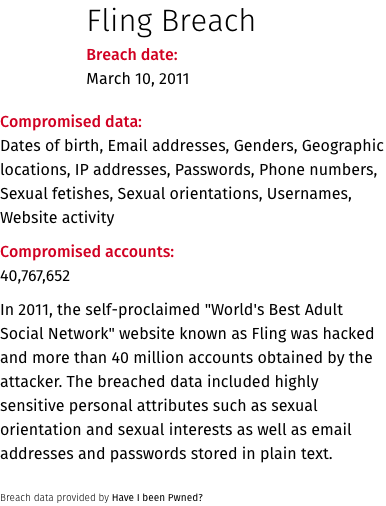 Fling Breach
Breach date:
March 10, 2011
Compromised data:
Dates of birth, Email addresses, Genders, Geographic
locations, IP addresses, Passwords, Phone numbers,
Sexual fetishes, Sexual orientations, Usernames,
Website activity
Compromised accounts:
40,767,652
In 2011, the self-proclaimed "World's Best Adult
Social Network" website known as Fling was hacked
and more than 40 million accounts obtained by the
attacker. The breached data included highly
sensitive personal attributes such as sexual
orientation and sexual interests as well as email
addresses and passwords stored in plain text.
Breach data provided by Have I been Pwned?